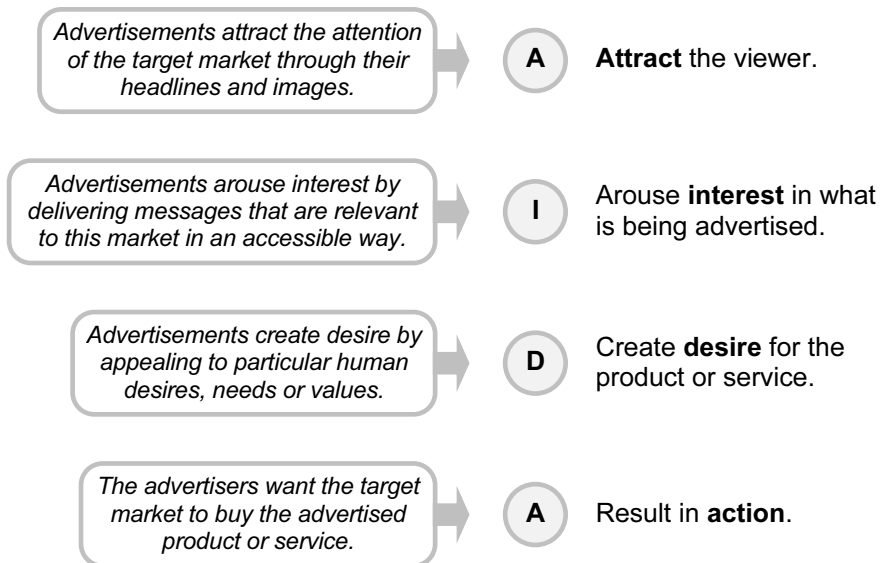 Advertisements attract the attention
of the target market through their
headlines and images.
A
Attract the viewer.
Advertisements arouse interest by
delivering messages that are relevant
to this market in an accessible way.
I
Arouse interest in what
is being advertised.
Advertisements create desire by
appealing to particular human
desires, needs or values.
D
Create desire for the
product or service.
The advertisers want the target
market to buy the advertised
product or service.
A
Result in action.